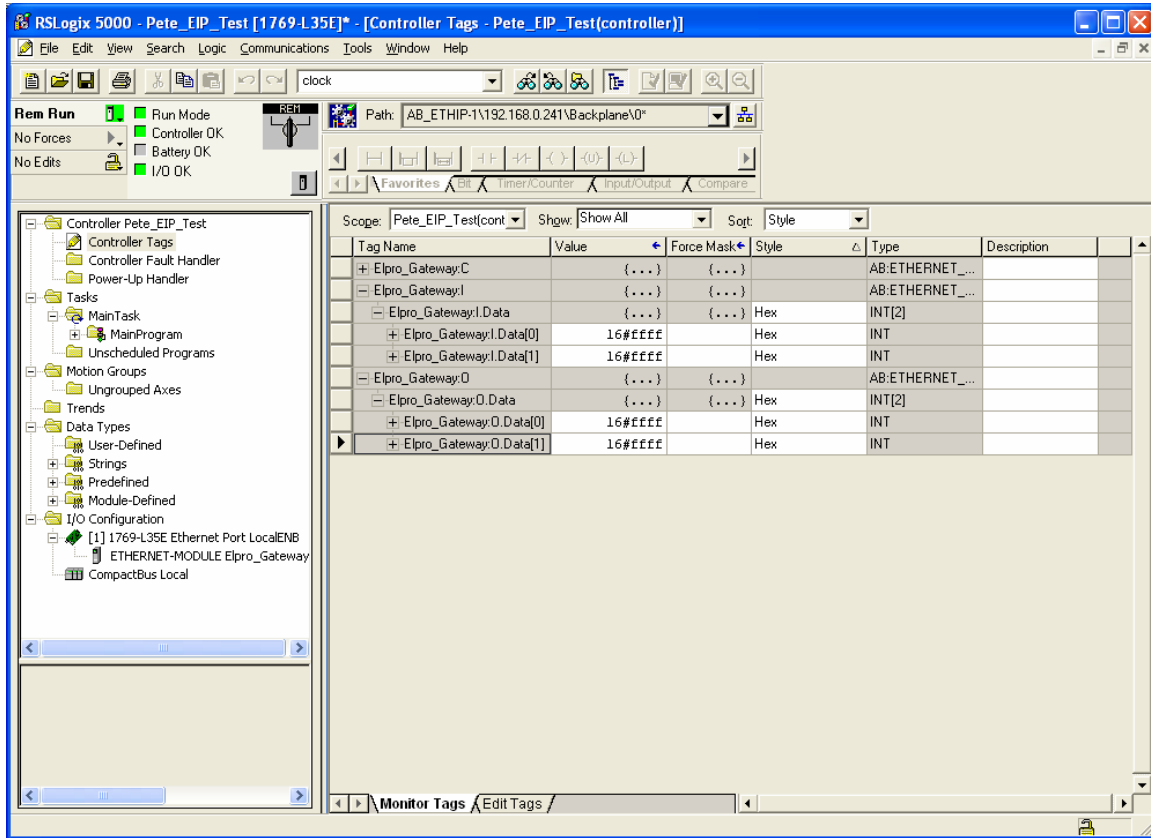 RSLogix 5000 - Pete_EIP_Test [1769-L35E]* - [Controller Tags - Pete_EIP_Test(controller)]
File Edit View Search Logic Communications Tools Window Help
clock
Rem Run Run Mode REM Path: AB_ETHIP-1\192.168.0.241\Backplane\0*
No Forces Controller OK
Battery OK
No Edits I/O OK
Favorites Bit Timer/Counter Input/Output Compare
Controller Pete_EIP_Test
Controller Tags
Controller Fault Handler
Power-Up Handler
Tasks
MainTask
MainProgram
Unscheduled Programs
Motion Groups
Ungrouped Axes
Trends
Data Types
User-Defined
Strings
Predefined
Module-Defined
I/O Configuration
[1] 1769-L35E Ethernet Port LocalENB
ETHERNET-MODULE Elpro_Gateway
CompactBus Local
Scope: Pete_EIP_Test(cont Show: Show All Sort: Style
Tag Name Value Force Mask Style Type Description
Elpro_Gateway:C {...} {...} AB:ETHERNET_...
Elpro_Gateway:I {...} {...} AB:ETHERNET_...
Elpro_Gateway:I.Data {...} {...} Hex INT[2]
Elpro_Gateway:I.Data[0] 16#ffff Hex INT
Elpro_Gateway:I.Data[1] 16#ffff Hex INT
Elpro_Gateway:O {...} {...} AB:ETHERNET_...
Elpro_Gateway:O.Data {...} {...} Hex INT[2]
Elpro_Gateway:O.Data[0] 16#ffff Hex INT
Elpro_Gateway:O.Data[1] 16#ffff Hex INT
Monitor Tags Edit Tags